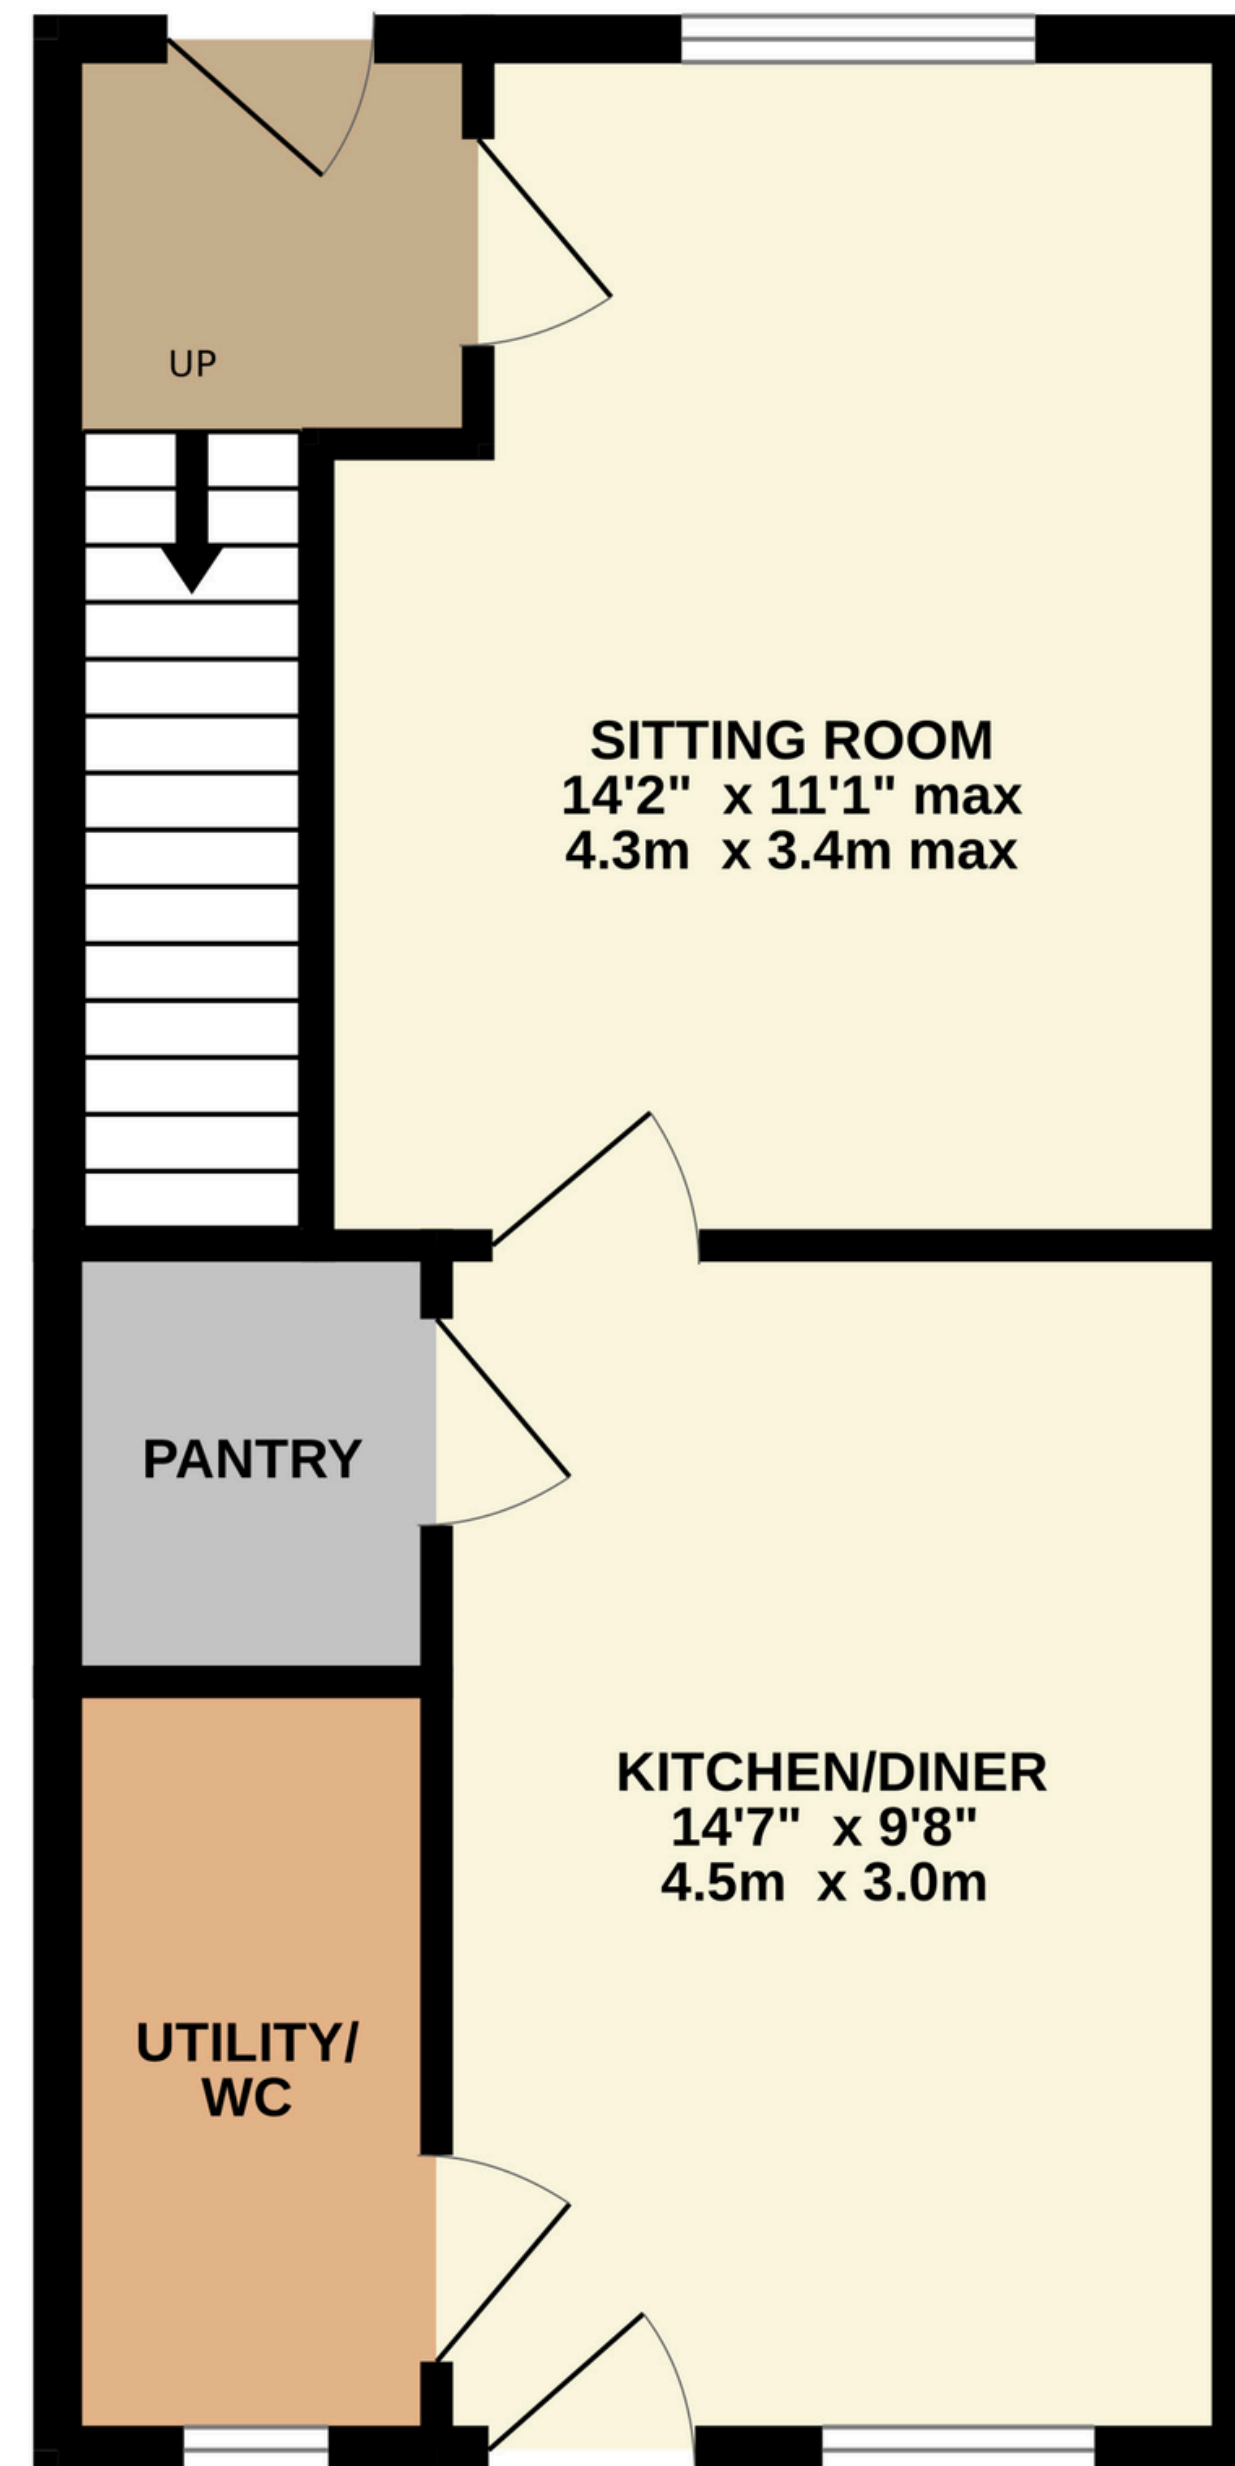 UP
SITTING ROOM
14'2" x 11'1" max
4.3m x 3.4m max
PANTRY
KITCHEN/DINER
14'7" x 9'8"
4.5m x 3.0m
UTILITY/
WC